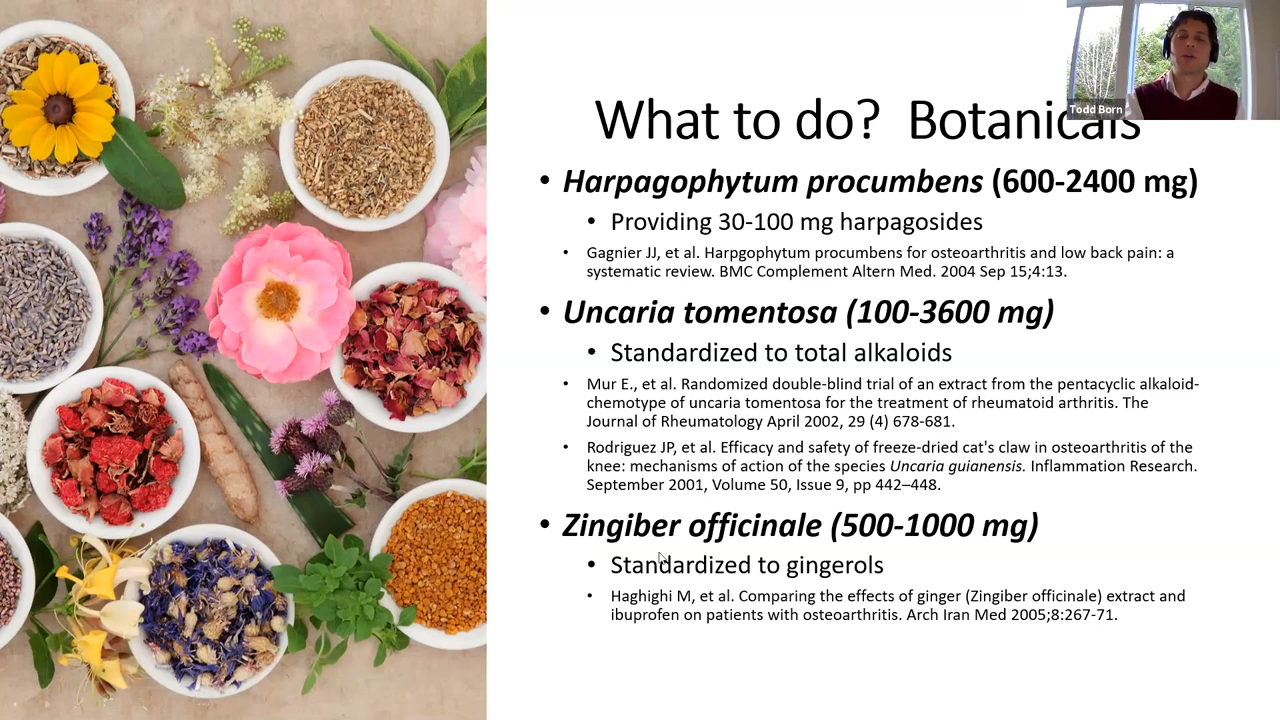 Todd Born
What to do? Botanicals
• Harpagophytum procumbens (600-2400 mg)
• Providing 30-100 mg harpagosides
• Gagnier JJ, et al. Harpgophytum procumbens for osteoarthritis and low back pain: a
systematic review. BMC Complement Altern Med. 2004 Sep 15;4:13.
• Uncaria tomentosa (100-3600 mg)
• Standardized to total alkaloids
• Mur E., et al. Randomized double-blind trial of an extract from the pentacyclic alkaloid-
chemotype of uncaria tomentosa for the treatment of rheumatoid arthritis. The
Journal of Rheumatology April 2002, 29 (4) 678-681.
• Rodriguez JP, et al. Efficacy and safety of freeze-dried cat's claw in osteoarthritis of the
knee: mechanisms of action of the species Uncaria guianensis. Inflammation Research.
September 2001, Volume 50, Issue 9, pp 442–448.
• Zingiber officinale (500-1000 mg)
• Standardized to gingerols
• Haghighi M, et al. Comparing the effects of ginger (Zingiber officinale) extract and
ibuprofen on patients with osteoarthritis. Arch Iran Med 2005;8:267-71.